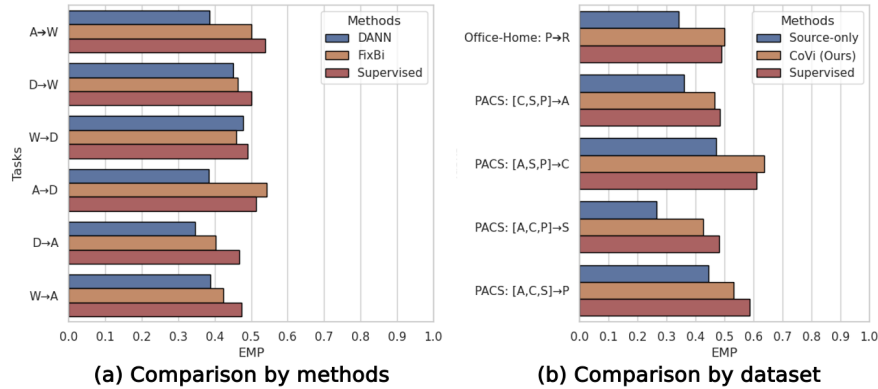 Tasks
A→W
D→W
W→D
A→D
D→A
W→A
Methods
DANN
FixBi
Supervised
0.0 0.1 0.2 0.3 0.4 0.5 0.6 0.7 0.8 0.9 1.0
EMP
(a) Comparison by methods
Office-Home: P→R
PACS: [C,S,P]→A
PACS: [A,S,P]→C
PACS: [A,C,P]→S
PACS: [A,C,S]→P
Methods
Source-only
CoVi (Ours)
Supervised
0.0 0.1 0.2 0.3 0.4 0.5 0.6 0.7 0.8 0.9 1.0
EMP
(b) Comparison by dataset